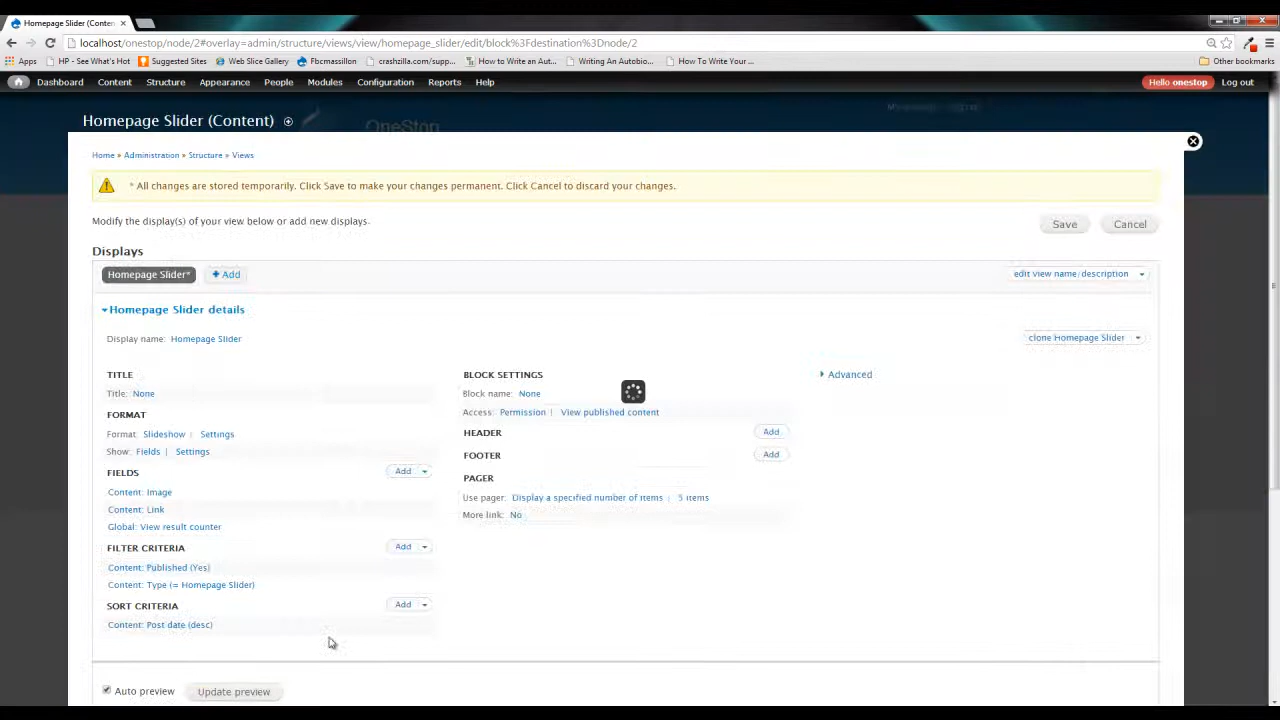 Homepage Slider (Conten
localhost/onestop/node/2#overlay=admin/structure/views/view/homepage_slider/edit/block%3Fdestination%3Dnode/2
Apps HP - See What's Hot Suggested Sites Web Slice Gallery Fbcmassillon crashzilla.com/supp... How to Write an Aut... Writing An Autobio... How To Write Your ... Other bookmarks
Dashboard Content Structure Appearance People Modules Configuration Reports Help Hello onestop Log out
Homepage Slider (Content)
OneStop
Home » Administration » Structure » Views
* All changes are stored temporarily. Click Save to make your changes permanent. Click Cancel to discard your changes.
Modify the display(s) of your view below or add new displays.
Save Cancel
Displays
Homepage Slider* Add edit view name/description
Homepage Slider details
Display name: Homepage Slider clone Homepage Slider
TITLE
Title: None
FORMAT
Format: Slideshow | Settings
Show: Fields | Settings
FIELDS Add
Content: Image
Content: Link
Global: View result counter
FILTER CRITERIA Add
Content: Published (Yes)
Content: Type (= Homepage Slider)
SORT CRITERIA Add
Content: Post date (desc)
BLOCK SETTINGS
Block name: None
Access: Permission | View published content
HEADER Add
FOOTER Add
PAGER
Use pager: Display a specified number of items | 5 items
More link: No
Advanced
Auto preview Update preview